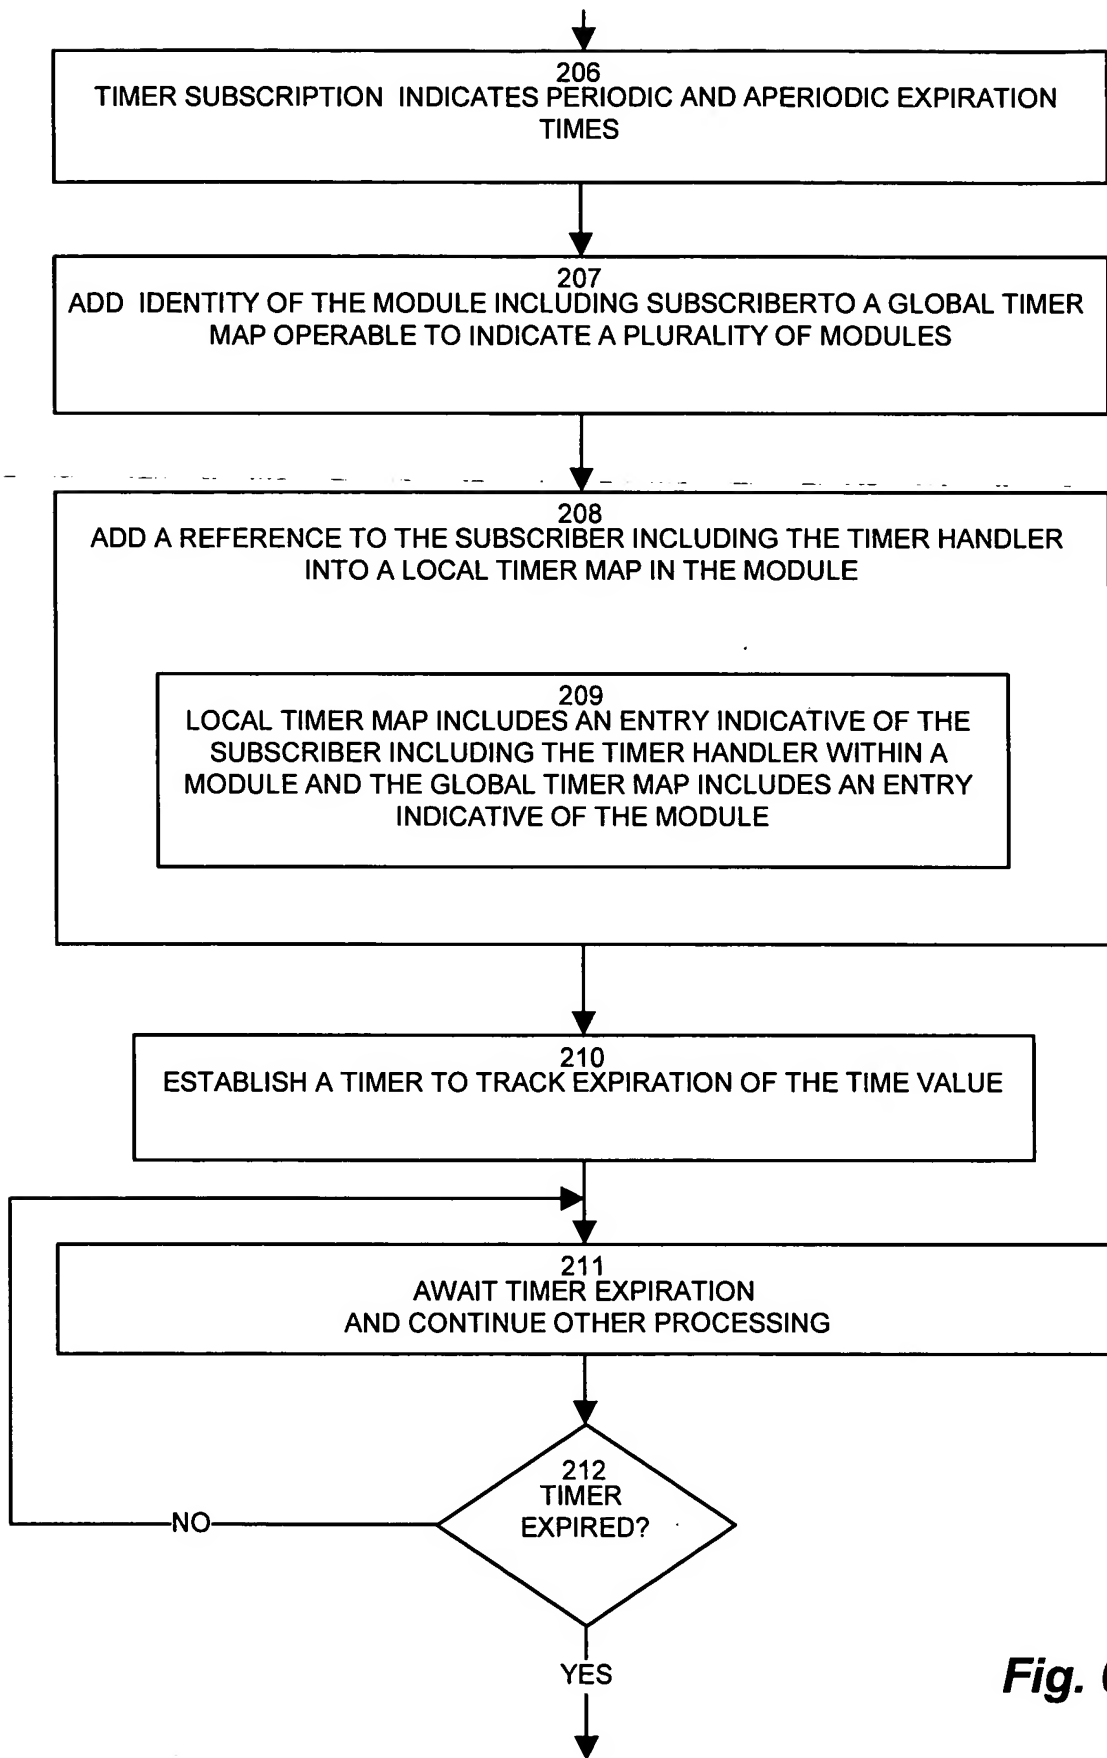 206
TIMER SUBSCRIPTION INDICATES PERIODIC AND APERIODIC EXPIRATION
TIMES
207
ADD IDENTITY OF THE MODULE INCLUDING SUBSCRIBERTO A GLOBAL TIMER
MAP OPERABLE TO INDICATE A PLURALITY OF MODULES
208
ADD A REFERENCE TO THE SUBSCRIBER INCLUDING THE TIMER HANDLER
INTO A LOCAL TIMER MAP IN THE MODULE
209
LOCAL TIMER MAP INCLUDES AN ENTRY INDICATIVE OF THE
SUBSCRIBER INCLUDING THE TIMER HANDLER WITHIN A
MODULE AND THE GLOBAL TIMER MAP INCLUDES AN ENTRY
INDICATIVE OF THE MODULE
210
ESTABLISH A TIMER TO TRACK EXPIRATION OF THE TIME VALUE
211
AWAIT TIMER EXPIRATION
AND CONTINUE OTHER PROCESSING
212
TIMER
EXPIRED?
NO
YES
Fig.